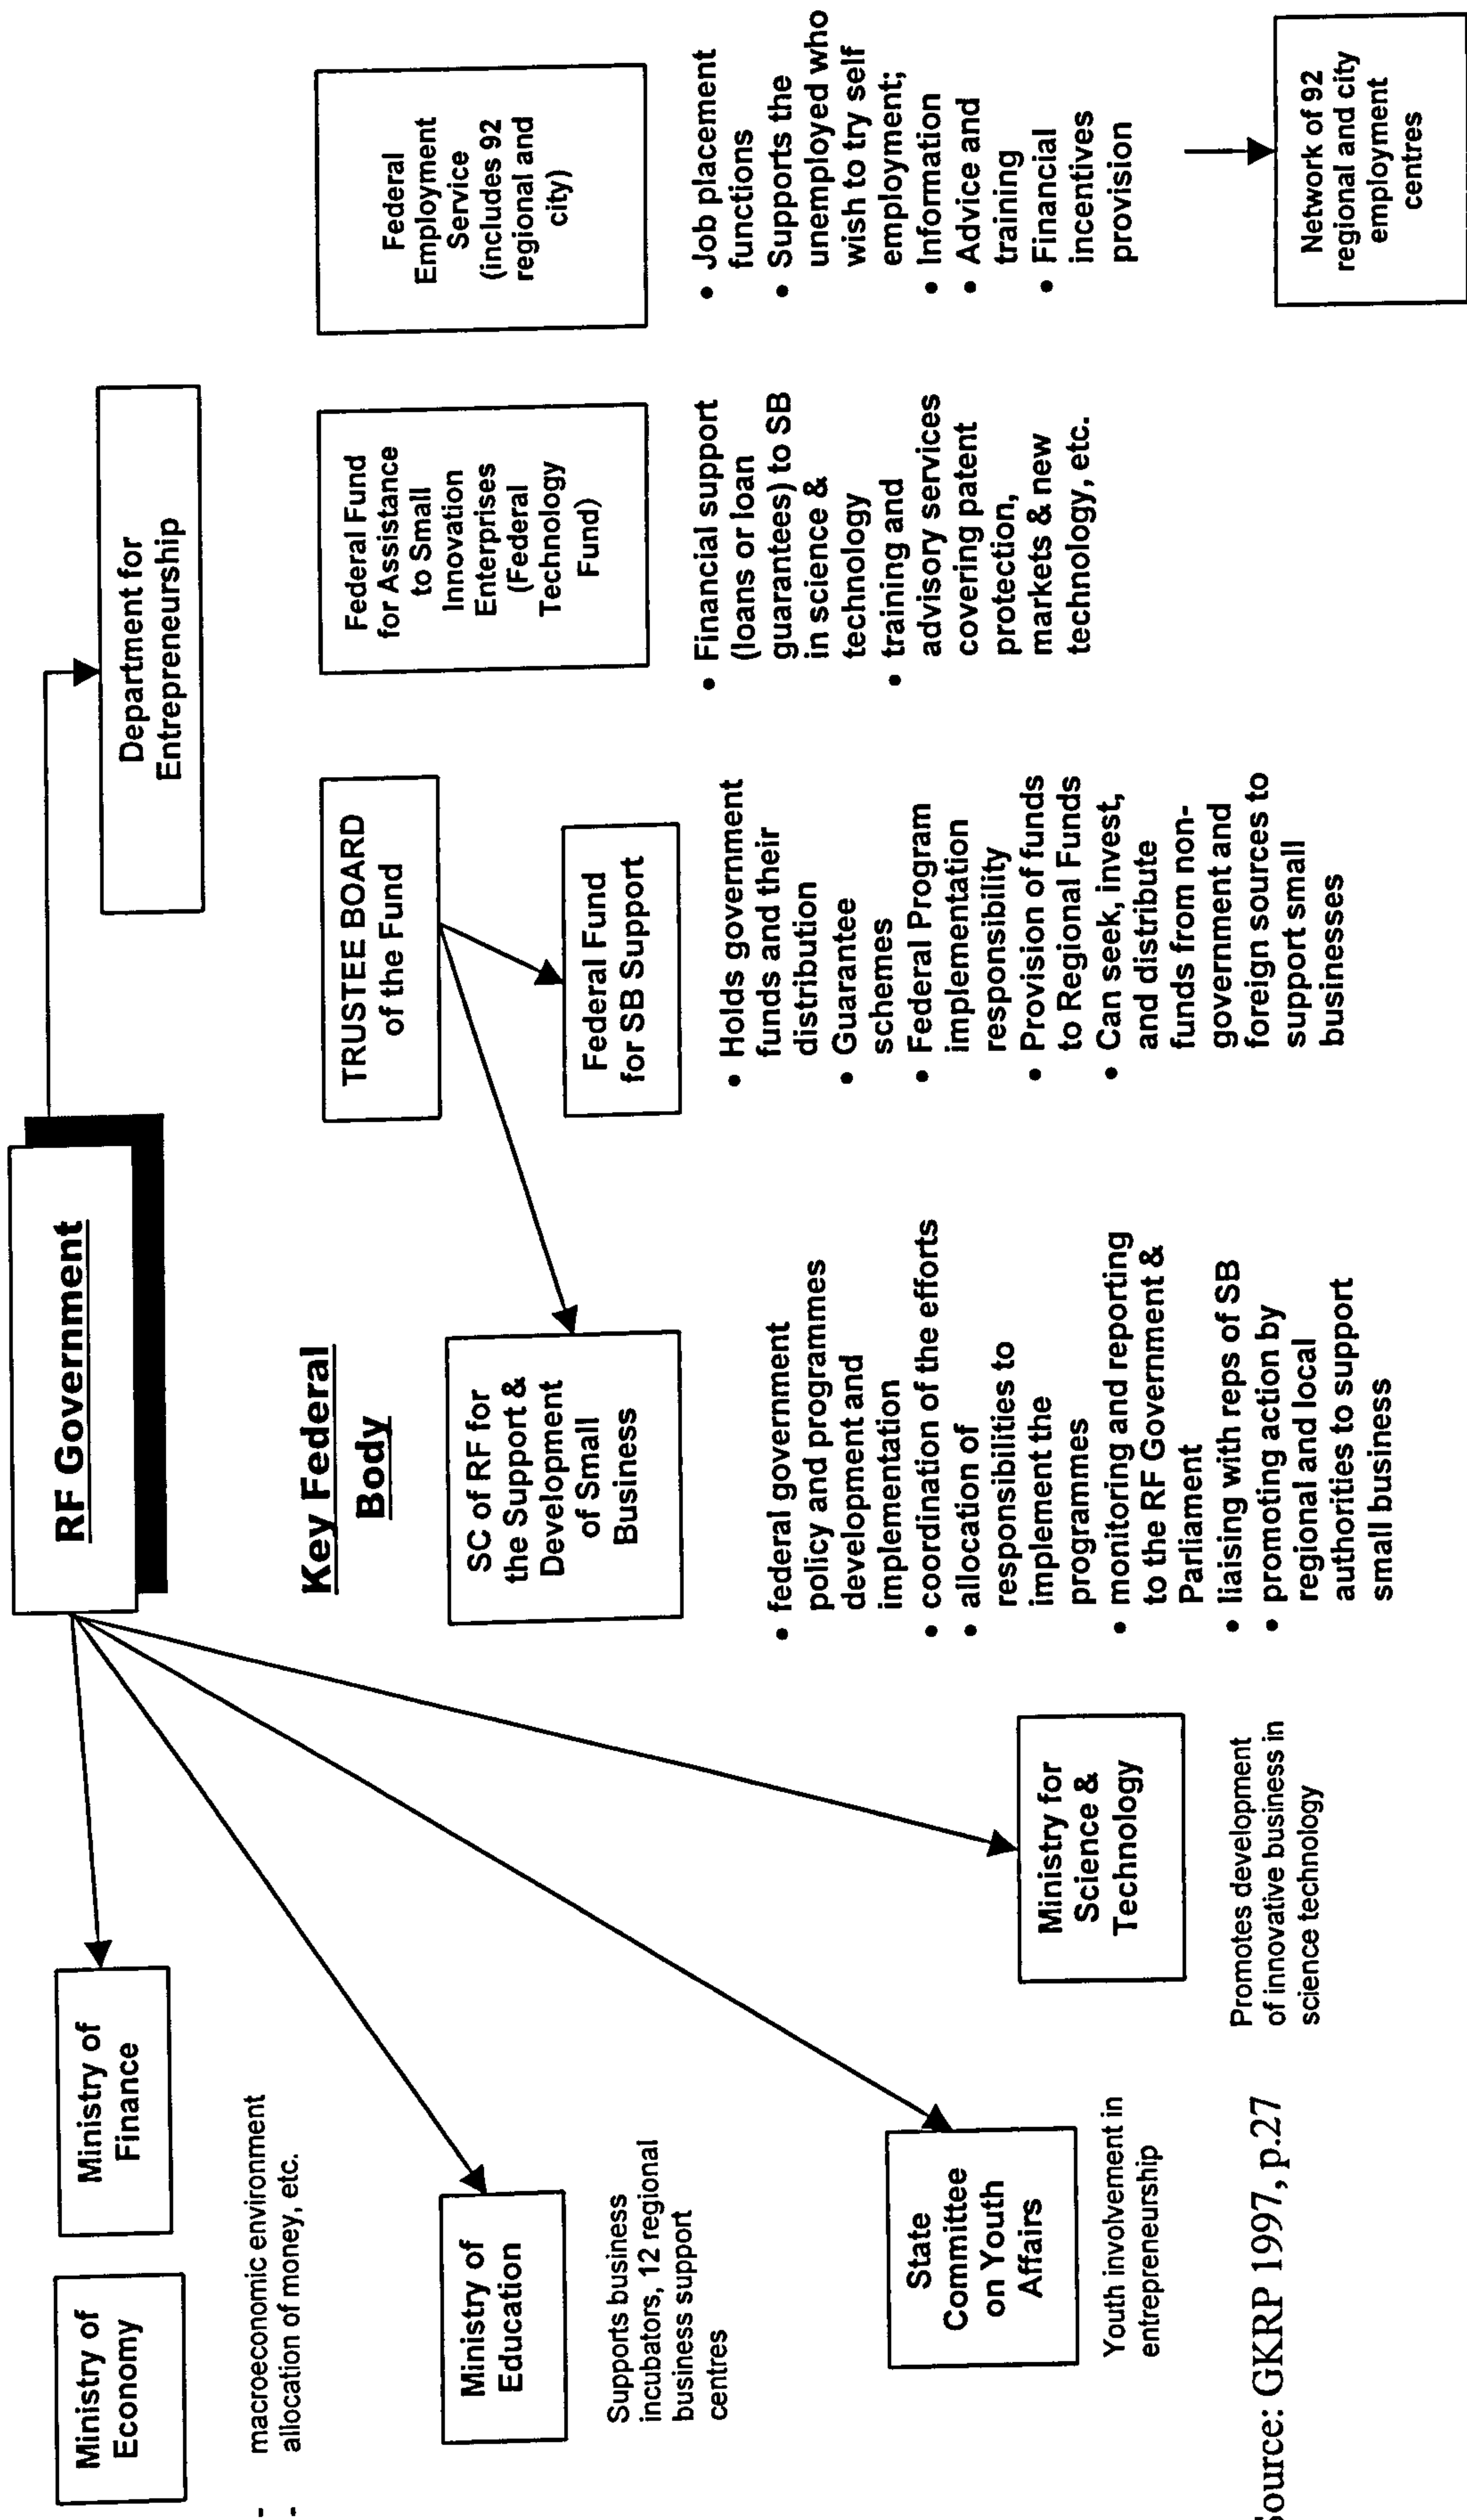 RF Government
Department for
Entrepreneurship
Ministry of
Economy
Ministry of
Finance
- macroeconomic environment
- allocation of money, etc.
Ministry of
Education
Supports business
incubators, 12 regional
business support
centres
State
Committee
on Youth
Affairs
Youth involvement in
entrepreneurship
Ministry for
Science &
Technology
Promotes development
of innovative business in
science technology
Key Federal
Body
SC of RF for
the Support &
Development
of Small
Business
• federal government
policy and programmes
development and
implementation
• coordination of the efforts
• allocation of
responsibilities to
implement the
programmes
• monitoring and reporting
to the RF Government &
Parliament
• liaising with reps of SB
• promoting action by
regional and local
authorities to support
small business
TRUSTEE BOARD
of the Fund
Federal Fund
for SB Support
• Holds government
funds and their
distribution
• Guarantee
schemes
• Federal Program
implementation
responsibility
• Provision of funds
to Regional Funds
• Can seek, invest,
and distribute
funds from non-
government and
foreign sources to
support small
businesses
Federal Fund
for Assistance
to Small
Innovation
Enterprises
(Federal
Technology
Fund)
• Financial support
(loans or loan
guarantees) to SB
in science &
technology
• training and
advisory services
covering patent
protection,
markets & new
technology, etc.
Federal
Employment
Service
(includes 92
regional and
city)
• Job placement
functions
• Supports the
unemployed who
wish to try self
employment;
• Information
• Advice and
training
• Financial
incentives
provision
Network of 92
regional and city
employment
centres
ource: GKRP 1997, p.27